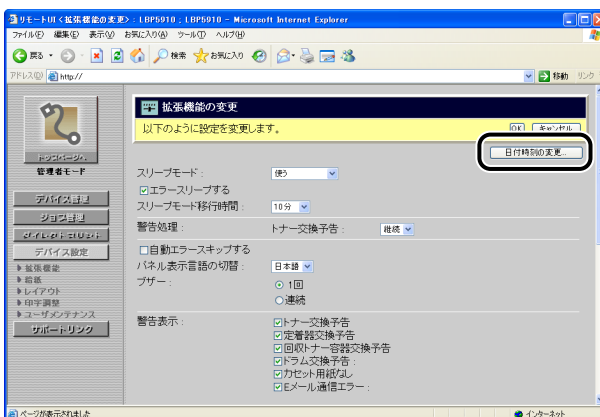 リモートUI <拡張機能の変更> : LBP5910 ; LBP5910 - Microsoft Internet Explorer
ファイル(F) 編集(E) 表示(V) お気に入り(A) ツール(T) ヘルプ(H)
戻る 検索 お気に入り
アドレス(D) http:// 移動 リンク
拡張機能の変更
以下のように設定を変更します。
OK キャンセル
日付時刻の変更...
トップページへ
管理者モード
デバイス管理
ジョブ管理
ダイレクトプリント
デバイス設定
拡張機能
給紙
レイアウト
印字調整
ユーザメンテナンス
サポートリンク
スリープモード : 使う
エラースリープする
スリープモード移行時間 : 10分
警告処理 : トナー交換予告 : 継続
自動エラースキップする
パネル表示言語の切替 : 日本語
ブザー : 1回
連続
警告表示 : トナー交換予告
定着器交換予告
回収トナー容器交換予告
ドラム交換予告 :
カセット用紙なし
Eメール通信エラー :
ページが表示されました インターネット